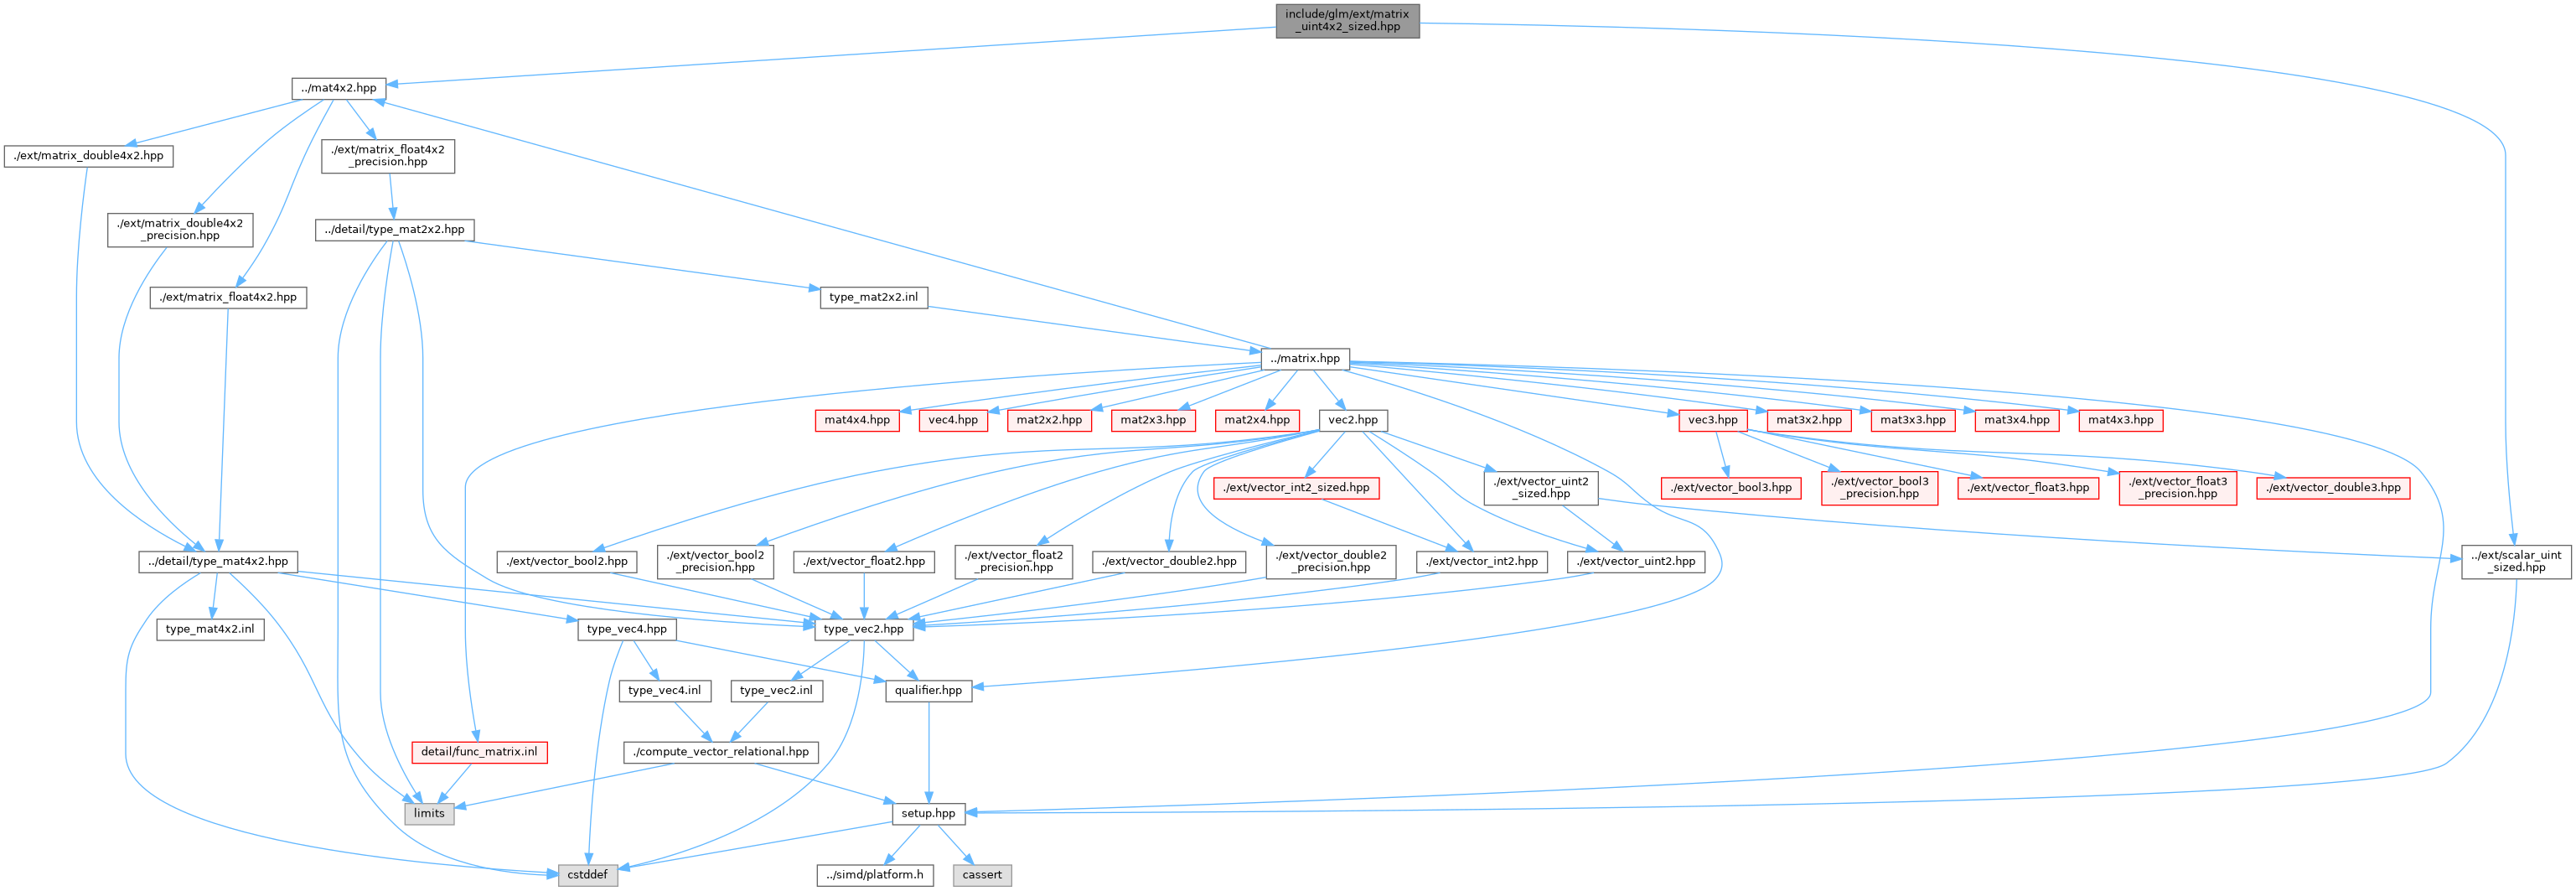 include/glm/ext/matrix
_uint4x2_sized.hpp
../mat4x2.hpp
./ext/matrix_double4x2.hpp
./ext/matrix_float4x2
_precision.hpp
./ext/matrix_double4x2
_precision.hpp
../detail/type_mat2x2.hpp
./ext/matrix_float4x2.hpp
type_mat2x2.inl
../matrix.hpp
mat4x4.hpp
vec4.hpp
mat2x2.hpp
mat2x3.hpp
mat2x4.hpp
vec2.hpp
vec3.hpp
mat3x2.hpp
mat3x3.hpp
mat3x4.hpp
mat4x3.hpp
./ext/vector_int2_sized.hpp
./ext/vector_uint2
_sized.hpp
./ext/vector_bool3.hpp
./ext/vector_bool3
_precision.hpp
./ext/vector_float3.hpp
./ext/vector_float3
_precision.hpp
./ext/vector_double3.hpp
../detail/type_mat4x2.hpp
./ext/vector_bool2.hpp
./ext/vector_bool2
_precision.hpp
./ext/vector_float2.hpp
./ext/vector_float2
_precision.hpp
./ext/vector_double2.hpp
./ext/vector_double2
_precision.hpp
./ext/vector_int2.hpp
./ext/vector_uint2.hpp
../ext/scalar_uint
_sized.hpp
type_mat4x2.inl
type_vec4.hpp
type_vec2.hpp
type_vec4.inl
type_vec2.inl
qualifier.hpp
detail/func_matrix.inl
./compute_vector_relational.hpp
limits
setup.hpp
cstddef
../simd/platform.h
cassert